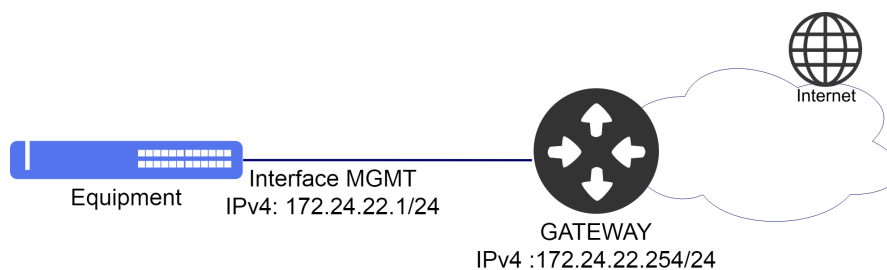 Internet
Equipment
Interface MGMT
IPv4: 172.24.22.1/24
GATEWAY
IPv4 :172.24.22.254/24